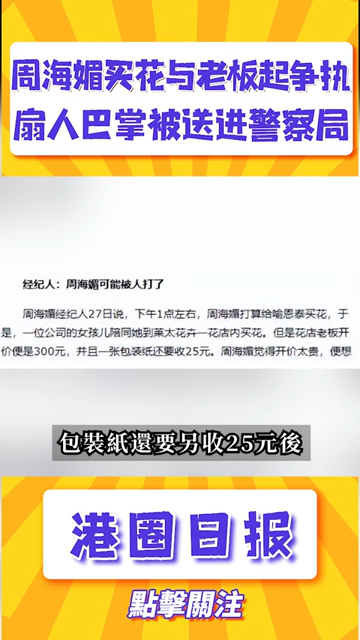 周海媚买花与老板起争执
扇人巴掌被送进警察局
经纪人：周海媚可能被人打了
周海媚经纪人27日说，下午1点左右，周海媚打算给喻恩泰买花，于
是，一位公司的女孩儿陪同她到莱太花卉一花店内买花。但是花店老板开
价便是300元，并且一张包装纸还要收25元。周海媚觉得开价太贵，便想
包裝紙還要另收25元後
港圈日报
點擊關注